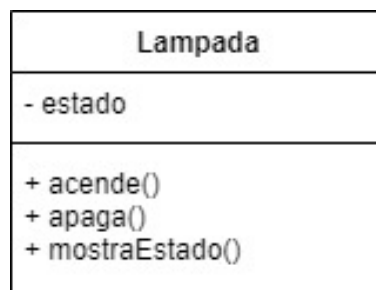 Lampada
- estado
+ acende()
+ apaga()
+ mostraEstado()